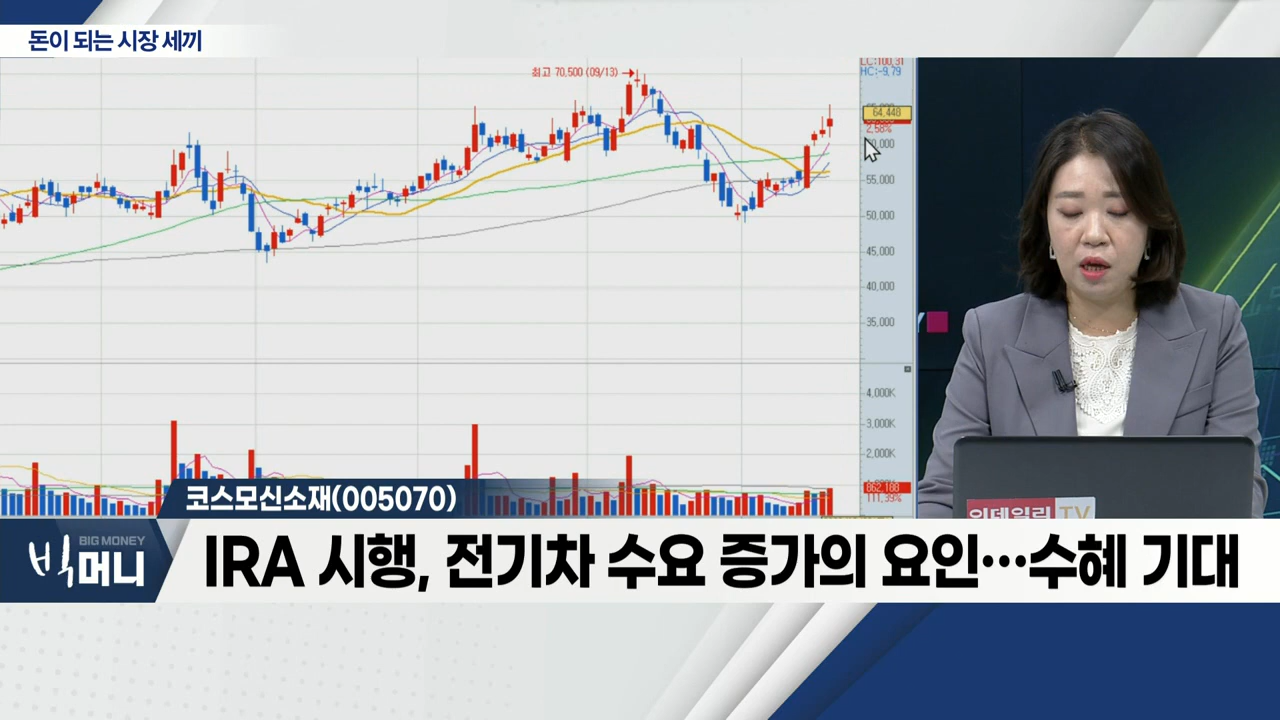 돈이 되는 시장 세끼
최고 70,500 (09/13)
LC:100.31
HC:-9.79
64,448
2.58%
60,000
55,000
50,000
45,000
40,000
35,000
4,000K
3,000K
2,000K
862,188
111.39%
이데일리 TV
코스모신소재(005070)
BIG MONEY
빅머니
IRA 시행, 전기차 수요 증가의 요인…수혜 기대